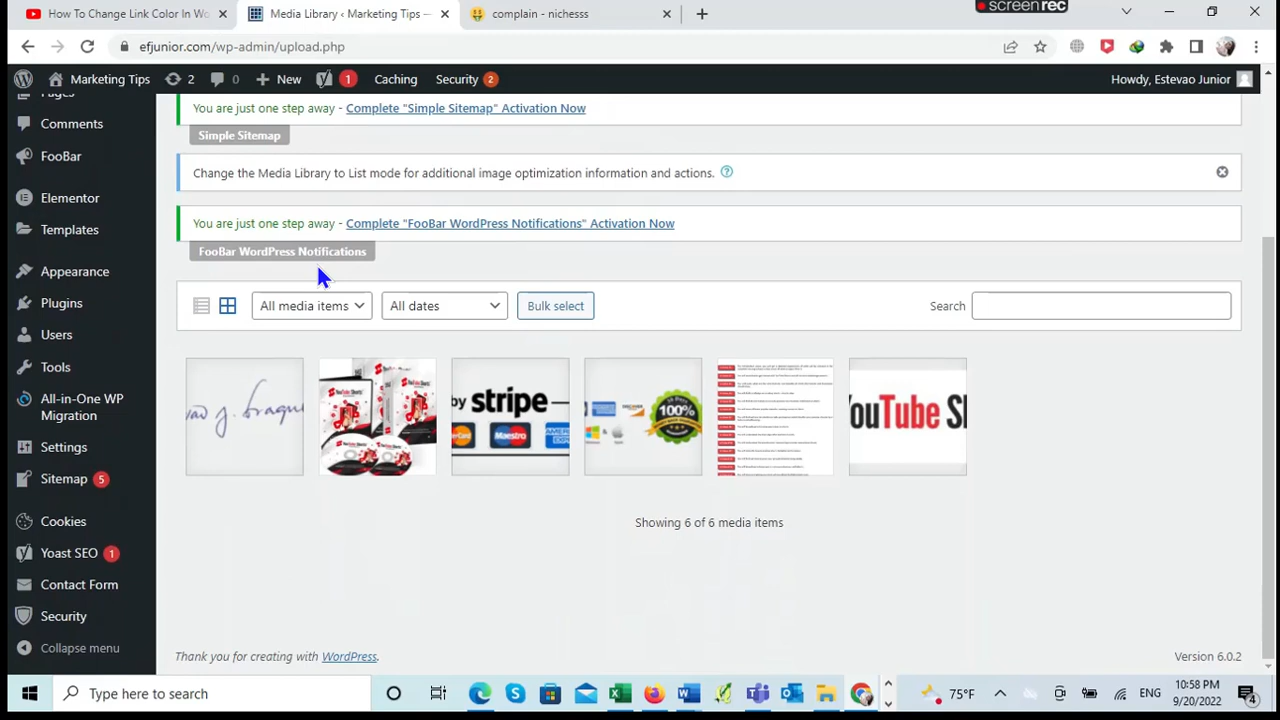 SCREENREC
How To Change Link Color In Wo
Media Library ‹ Marketing Tips —
complain - nichesss
efjunior.com/wp-admin/upload.php
Marketing Tips 2 0 New 1 Caching Security 2 Howdy, Estevao Junior
Pages
Comments
FooBar
Elementor
Templates
Appearance
Plugins
Users
Tools
All-in-One WP
Migration
Settings
Sitemap 5
Cookies
Yoast SEO 1
Contact Form
Security
Collapse menu
You are just one step away - Complete "Simple Sitemap" Activation Now
Simple Sitemap
Change the Media Library to List mode for additional image optimization information and actions.
You are just one step away - Complete "FooBar WordPress Notifications" Activation Now
FooBar WordPress Notifications
All media items All dates Bulk select Search
stripe
100%
YouTube
Showing 6 of 6 media items
Thank you for creating with WordPress.
Version 6.0.2
Type here to search
75°F
ENG
10:58 PM
9/20/2022
4